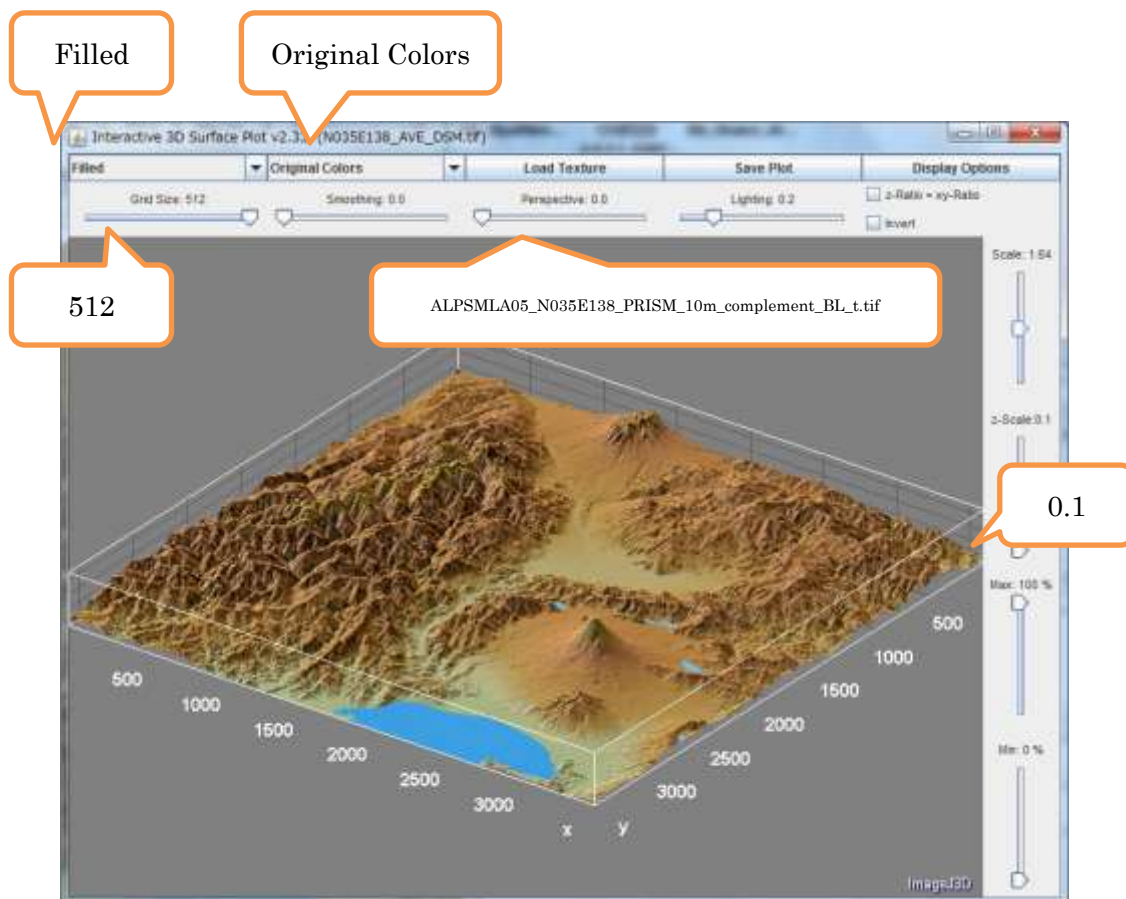 Filled
Original Colors
Interactive 3D Surface Plot (N035E138_AVE_DSM.tif)
Filled
Original Colors
Load Texture
Save Plot
Display Options
Grid Size: 512
Smoothing: 0.0
Perspective: 0.0
Lighting: 0.2
z-Ratio = xy-Ratio
Invert
512
ALPSMLA05_N035E138_PRISM_10m_complement_BL_t.tif
Scale: 1.64
z-Scale:0.1
0.1
Max: 100 %
500
1000
1500
2000
2500
3000
x
y
500
1000
1500
2000
2500
3000
Min: 0 %
ImageJ3D